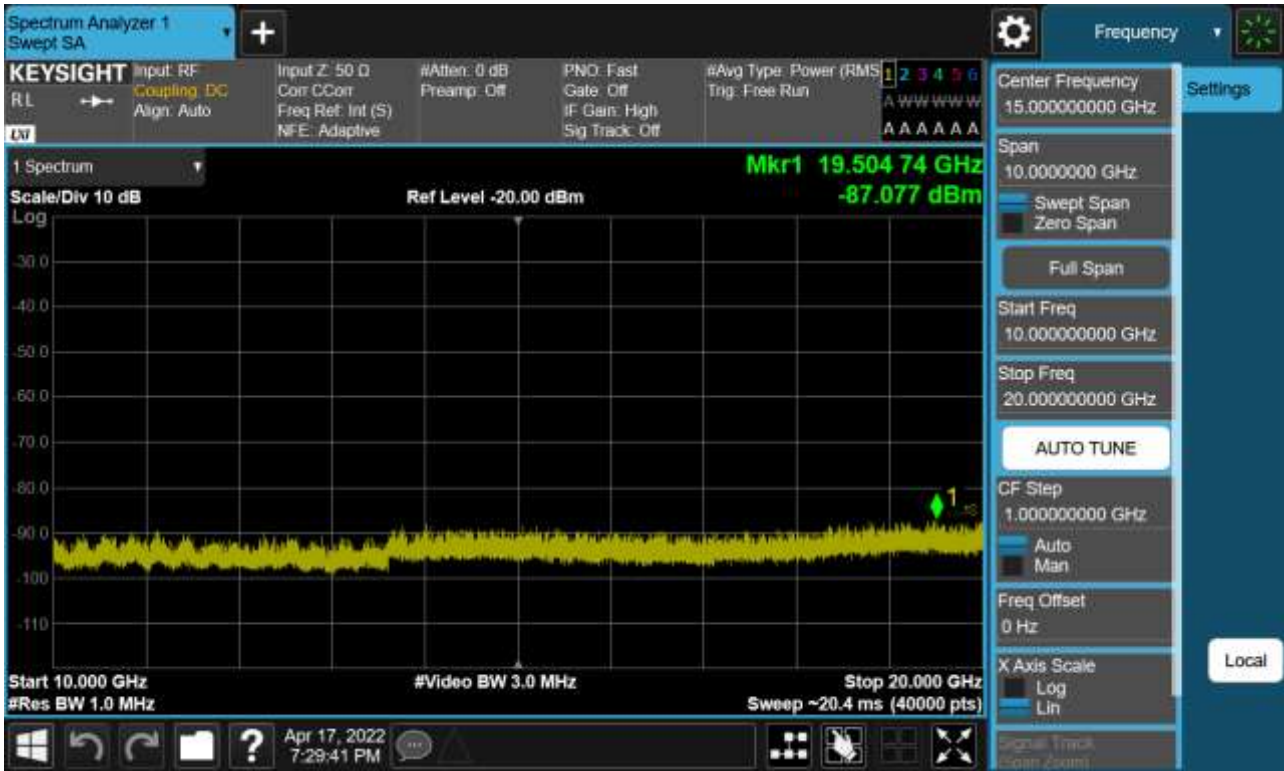 Spectrum Analyzer 1
Swept SA
+
Frequency
KEYSIGHT
RL
LXI
Input: RF
Coupling: DC
Align: Auto
Input Z: 50 Ω
Corr CCorr
Freq Ref: Int (S)
NFE: Adaptive
#Atten: 0 dB
Preamp: Off
PNO: Fast
Gate: Off
IF Gain: High
Sig Track: Off
#Avg Type: Power (RMS
Trig: Free Run
1 2 3 4 5 6
A W W W W W
A A A A A A
1 Spectrum
Scale/Div 10 dB
Ref Level -20.00 dBm
Mkr1 19.504 74 GHz
-87.077 dBm
Log
-30.0
-40.0
-50.0
-60.0
-70.0
-80.0
-90.0
-100
-110
1
Start 10.000 GHz
#Video BW 3.0 MHz
Stop 20.000 GHz
#Res BW 1.0 MHz
Sweep ~20.4 ms (40000 pts)
?
Apr 17, 2022
7:29:41 PM
Center Frequency
15.000000000 GHz
Span
10.0000000 GHz
Swept Span
Zero Span
Full Span
Start Freq
10.000000000 GHz
Stop Freq
20.000000000 GHz
AUTO TUNE
CF Step
1.000000000 GHz
Auto
Man
Freq Offset
0 Hz
X Axis Scale
Log
Lin
Signal Track
(Span Zoom)
Settings
Local